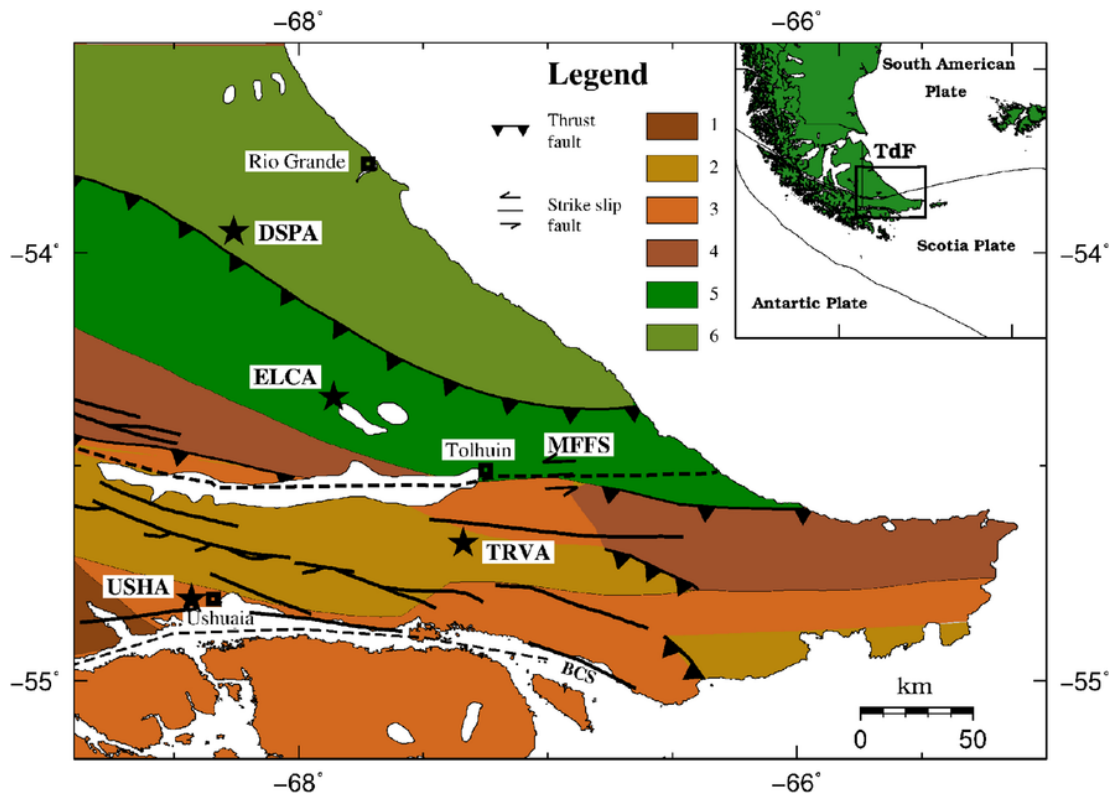 -68°
-66°
Legend
Thrust
fault
Strike slip
fault
1
2
3
4
5
6
South American
Plate
TdF
Scotia Plate
Antartic Plate
Rio Grande
DSPA
-54°
-54°
ELCA
Tolhuin
MFFS
TRVA
USHA
Ushuaia
BCS
-55°
-55°
km
0
50
-68°
-66°